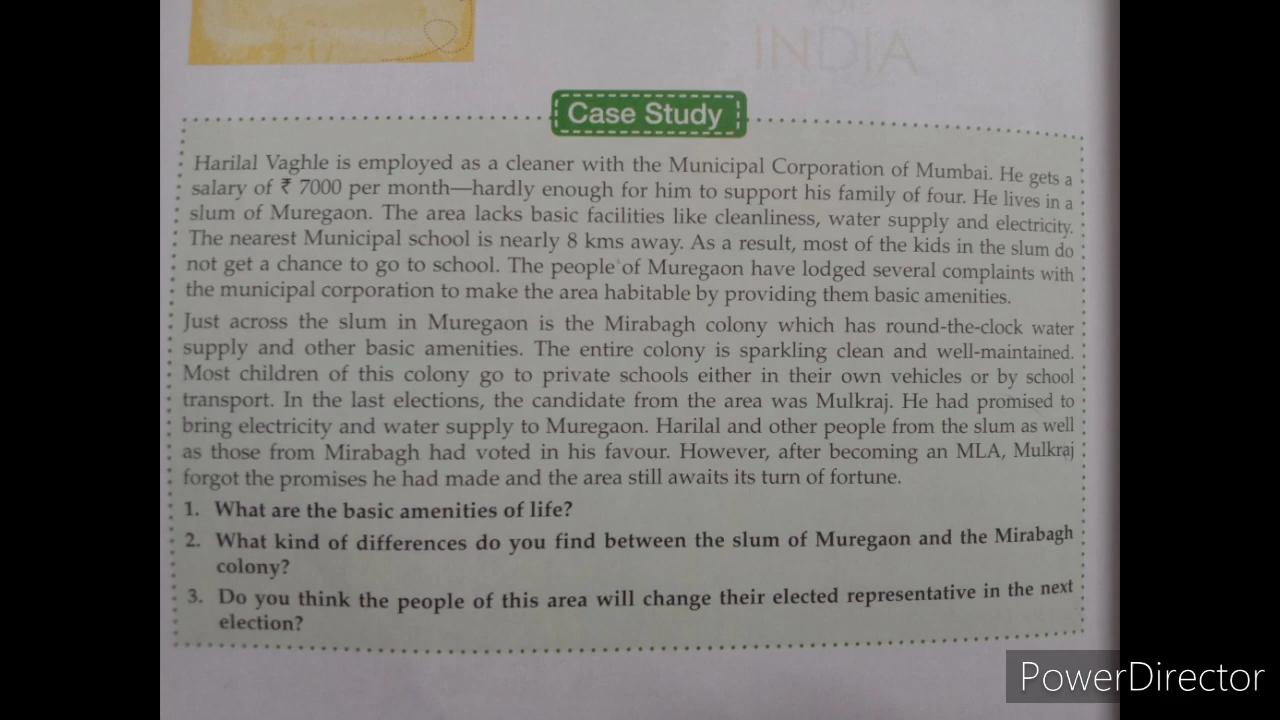 INDIA
Case Study
Harilal Vaghle is employed as a cleaner with the Municipal Corporation of Mumbai. He gets a
salary of ₹ 7000 per month—hardly enough for him to support his family of four. He lives in a
slum of Muregaon. The area lacks basic facilities like cleanliness, water supply and electricity.
The nearest Municipal school is nearly 8 kms away. As a result, most of the kids in the slum do
not get a chance to go to school. The people of Muregaon have lodged several complaints with
the municipal corporation to make the area habitable by providing them basic amenities.
Just across the slum in Muregaon is the Mirabagh colony which has round-the-clock water
supply and other basic amenities. The entire colony is sparkling clean and well-maintained.
Most children of this colony go to private schools either in their own vehicles or by school
transport. In the last elections, the candidate from the area was Mulkraj. He had promised to
bring electricity and water supply to Muregaon. Harilal and other people from the slum as well
as those from Mirabagh had voted in his favour. However, after becoming an MLA, Mulkraj
forgot the promises he had made and the area still awaits its turn of fortune.
1. What are the basic amenities of life?
2. What kind of differences do you find between the slum of Muregaon and the Mirabagh
colony?
3. Do you think the people of this area will change their elected representative in the next
election?
PowerDirector